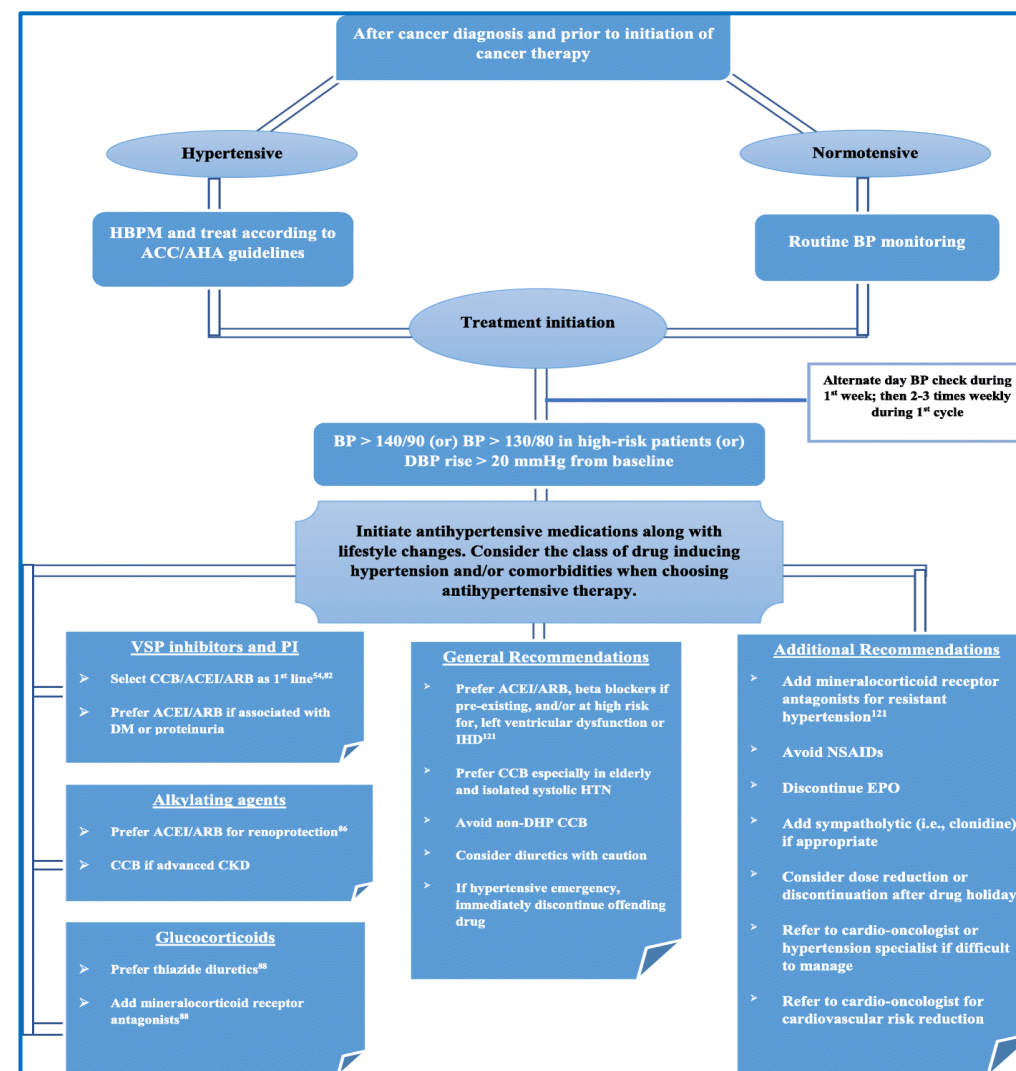 After cancer diagnosis and prior to initiation of
cancer therapy
Hypertensive
Normotensive
HBPM and treat according to
ACC/AHA guidelines
Routine BP monitoring
Treatment initiation
Alternate day BP check during
1st week; then 2-3 times weekly
during 1st cycle
BP > 140/90 (or) BP > 130/80 in high-risk patients (or)
DBP rise > 20 mmHg from baseline
Initiate antihypertensive medications along with
lifestyle changes. Consider the class of drug inducing
hypertension and/or comorbidities when choosing
antihypertensive therapy.
VSP inhibitors and PI
➢ Select CCB/ACEI/ARB as 1st line54,82
➢ Prefer ACEI/ARB if associated with
DM or proteinuria
Alkylating agents
➢ Prefer ACEI/ARB for renoprotection86
➢ CCB if advanced CKD
Glucocorticoids
➢ Prefer thiazide diuretics88
➢ Add mineralocorticoid receptor
antagonists88
General Recommendations
➢ Prefer ACEI/ARB, beta blockers if
pre-existing, and/or at high risk
for, left ventricular dysfunction or
IHD121
➢ Prefer CCB especially in elderly
and isolated systolic HTN
➢ Avoid non-DHP CCB
➢ Consider diuretics with caution
➢ If hypertensive emergency,
immediately discontinue offending
drug
Additional Recommendations
➢ Add mineralocorticoid receptor
antagonists for resistant
hypertension121
➢ Avoid NSAIDs
➢ Discontinue EPO
➢ Add sympatholytic (i.e., clonidine)
if appropriate
➢ Consider dose reduction or
discontinuation after drug holiday
➢ Refer to cardio-oncologist or
hypertension specialist if difficult
to manage
➢ Refer to cardio-oncologist for
cardiovascular risk reduction